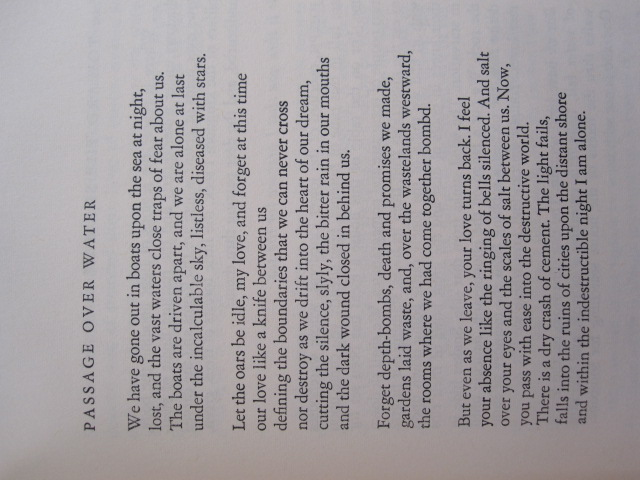 PASSAGE OVER WATER
We have gone out in boats upon the sea at night,
lost, and the vast waters close traps of fear about us.
The boats are driven apart, and we are alone at last
under the incalculable sky, listless, diseased with stars.
Let the oars be idle, my love, and forget at this time
our love like a knife between us
defining the boundaries that we can never cross
nor destroy as we drift into the heart of our dream,
cutting the silence, slyly, the bitter rain in our mouths
and the dark wound closed in behind us.
Forget depth-bombs, death and promises we made,
gardens laid waste, and, over the wastelands westward,
the rooms where we had come together bombd.
But even as we leave, your love turns back. I feel
your absence like the ringing of bells silenced. And salt
over your eyes and the scales of salt between us. Now,
you pass with ease into the destructive world.
There is a dry crash of cement. The light fails,
falls into the ruins of cities upon the distant shore
and within the indestructible night I am alone.